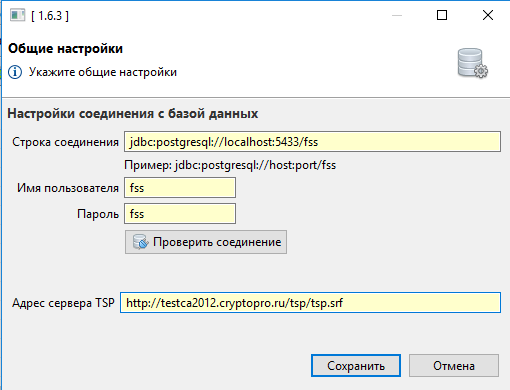 [ 1.6.3 ]
Общие настройки
Укажите общие настройки
Настройки соединения с базой данных
Строка соединения jdbc:postgresql://localhost:5433/fss
Пример: jdbc:postgresql://host:port/fss
Имя пользователя fss
Пароль fss
Проверить соединение
Адрес сервера TSP http://testca2012.cryptopro.ru/tsp/tsp.srf
Сохранить Отмена